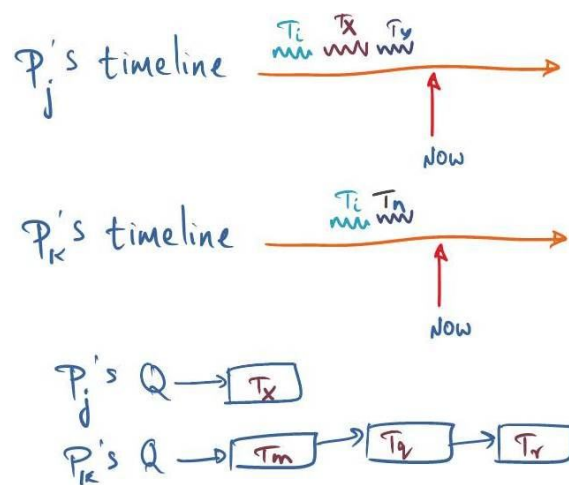 Ti Tx Ty
Pj's timeline
NOW
Ti Tn
Pk's timeline
NOW
Pj's Q → Tx
Pk's Q → Tm → Tq → Tr